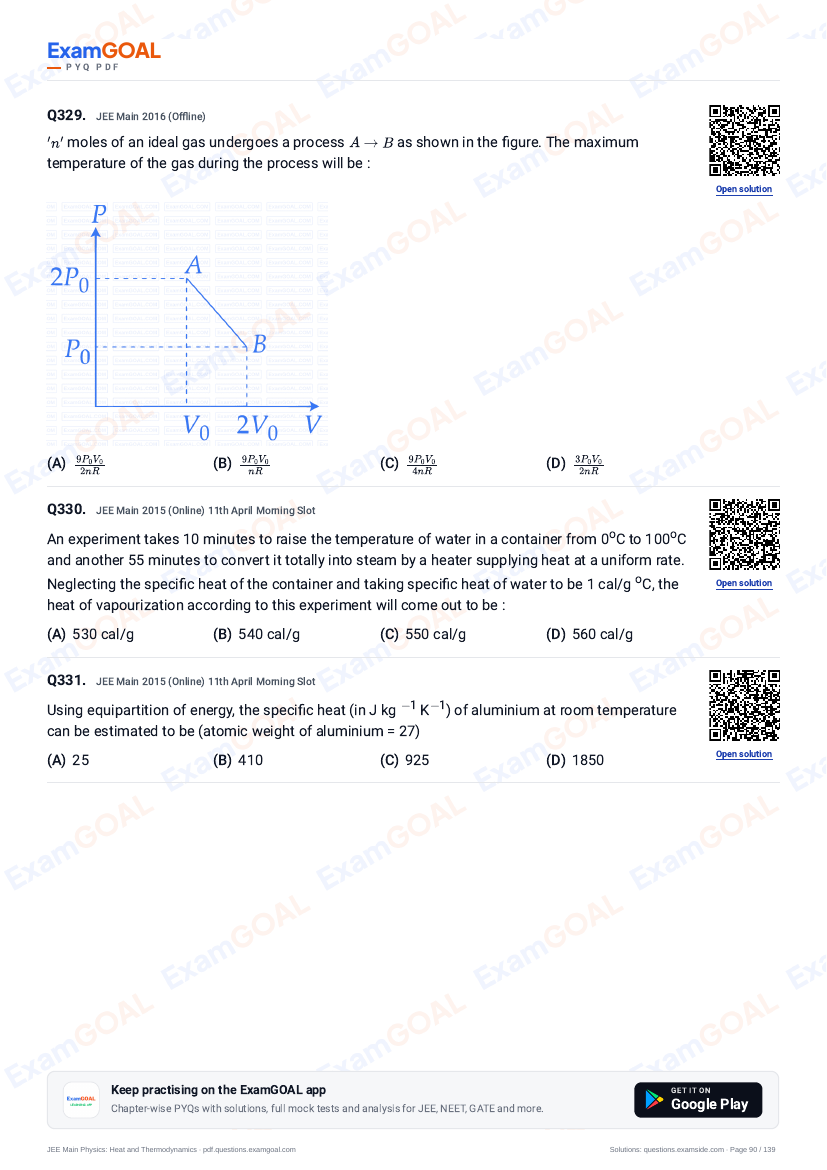 ExamGOAL
PYQ PDF
Q329. JEE Main 2016 (Offline)
'n' moles of an ideal gas undergoes a process A → B as shown in the figure. The maximum
temperature of the gas during the process will be :
Open solution
P
2P₀
A
P₀
B
V₀ 2V₀ V
(A) 9P₀V₀/2nR (B) 9P₀V₀/nR (C) 9P₀V₀/4nR (D) 3P₀V₀/2nR
Q330. JEE Main 2015 (Online) 11th April Morning Slot
An experiment takes 10 minutes to raise the temperature of water in a container from 0ᵒC to 100ᵒC
and another 55 minutes to convert it totally into steam by a heater supplying heat at a uniform rate.
Neglecting the specific heat of the container and taking specific heat of water to be 1 cal/g ᵒC, the
heat of vapourization according to this experiment will come out to be :
Open solution
(A) 530 cal/g (B) 540 cal/g (C) 550 cal/g (D) 560 cal/g
Q331. JEE Main 2015 (Online) 11th April Morning Slot
Using equipartition of energy, the specific heat (in J kg ⁻¹ K⁻¹) of aluminium at room temperature
can be estimated to be (atomic weight of aluminium = 27)
Open solution
(A) 25 (B) 410 (C) 925 (D) 1850
ExamGOAL
Keep practising on the ExamGOAL app
Chapter-wise PYQs with solutions, full mock tests and analysis for JEE, NEET, GATE and more.
GET IT ON
Google Play
JEE Main Physics: Heat and Thermodynamics · pdf.questions.examgoal.com
Solutions: questions.examside.com · Page 90 / 139